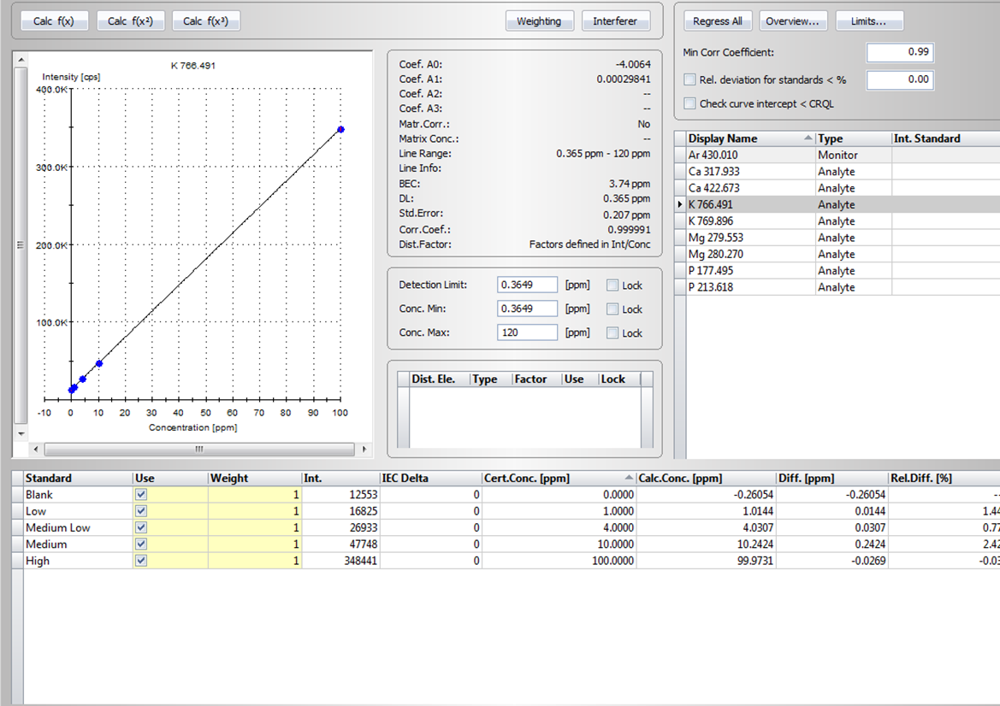 Calc f(x) Calc f(x²) Calc f(x³) Weighting Interferer
K 766.491
Intensity [cps]
400.0K
300.0K
200.0K
100.0K
-10 0 10 20 30 40 50 60 70 80 90 100
Concentration [ppm]
Coef. A0: -4.0064
Coef. A1: 0.00029841
Coef. A2: --
Coef. A3: --
Matr.Corr.: No
Matrix Conc.: --
Line Range: 0.365 ppm - 120 ppm
Line Info:
BEC: 3.74 ppm
DL: 0.365 ppm
Std.Error: 0.207 ppm
Corr.Coef.: 0.999991
Dist.Factor: Factors defined in Int/Conc
Detection Limit: 0.3649 [ppm] Lock
Conc. Min: 0.3649 [ppm] Lock
Conc. Max: 120 [ppm] Lock
Dist. Ele. Type Factor Use Lock
Regress All Overview... Limits...
Min Corr Coefficient: 0.99
Rel. deviation for standards < % 0.00
Check curve intercept < CRQL
Display Name Type Int. Standard
Ar 430.010 Monitor
Ca 317.933 Analyte
Ca 422.673 Analyte
K 766.491 Analyte
K 769.896 Analyte
Mg 279.553 Analyte
Mg 280.270 Analyte
P 177.495 Analyte
P 213.618 Analyte
Standard Use Weight Int. IEC Delta Cert.Conc. [ppm] Calc.Conc. [ppm] Diff. [ppm] Rel.Diff. [%]
Blank 1 12553 0 0.0000 -0.26054 -0.26054 --
Low 1 16825 0 1.0000 1.0144 0.0144 1.44
Medium Low 1 26933 0 4.0000 4.0307 0.0307 0.77
Medium 1 47748 0 10.0000 10.2424 0.2424 2.42
High 1 348441 0 100.0000 99.9731 -0.0269 -0.03